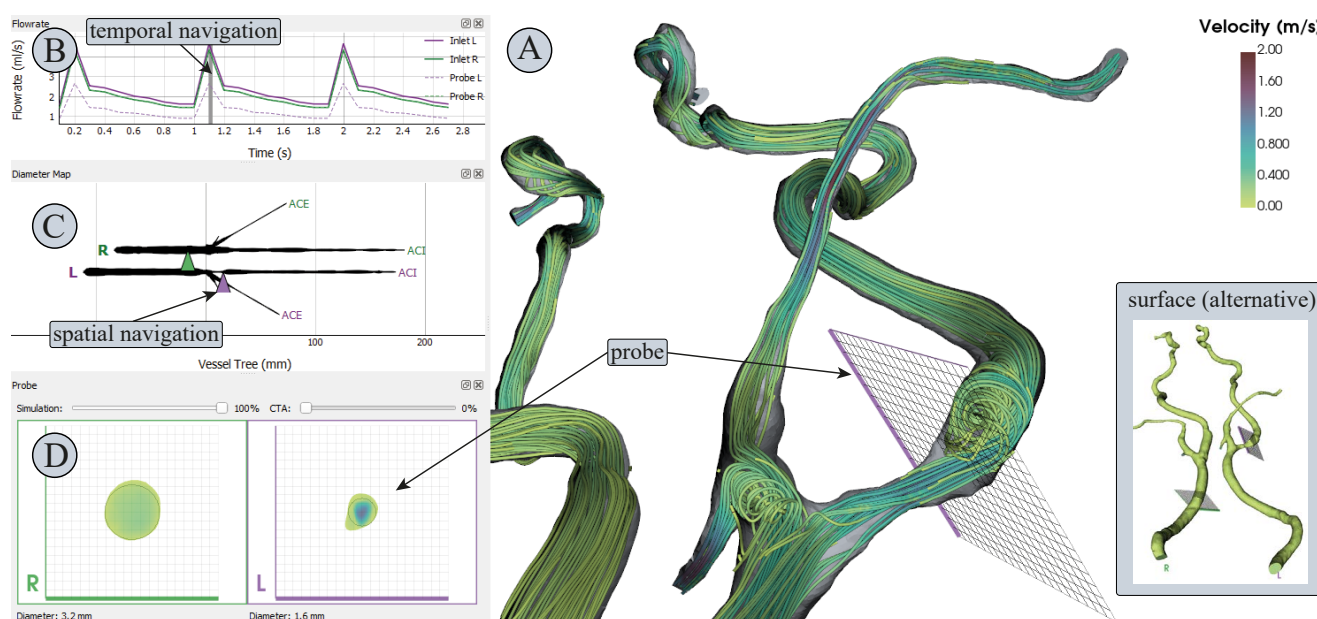 Flowrate
B
temporal navigation
Flowrate (ml/s)
3
2
1
Inlet L
Inlet R
Probe L
Probe R
0.2 0.4 0.6 0.8 1 1.2 1.4 1.6 1.8 2 2.2 2.4 2.6 2.8
Time (s)
Diameter Map
C
ACE
R
ACI
L
ACI
ACE
spatial navigation
100 200
Vessel Tree (mm)
Probe
Simulation: 100% CTA: 0%
D
R
L
Diameter: 3.2 mm Diameter: 1.6 mm
A
probe
Velocity (m/s)
2.00
1.60
1.20
0.800
0.400
0.00
surface (alternative)
R
L